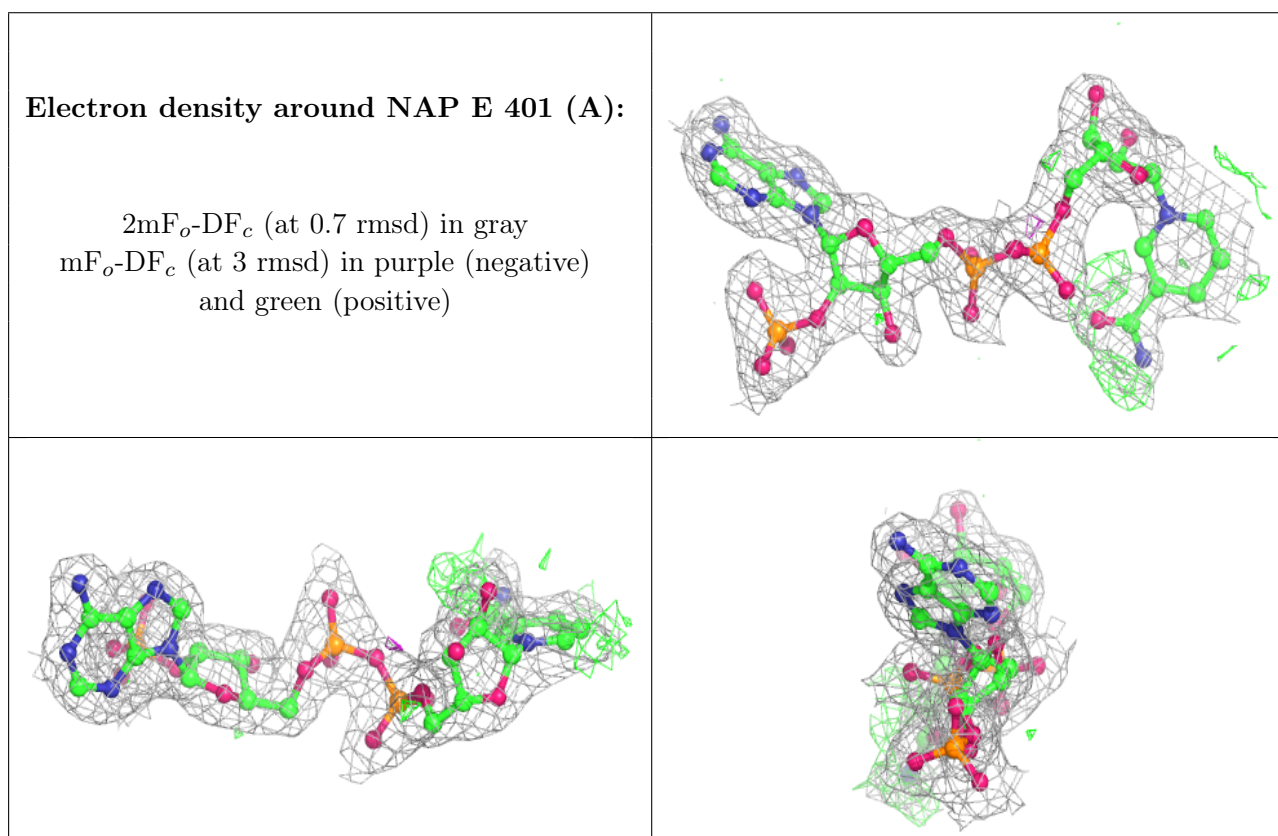 Electron density around NAP E 401 (A):
2mFₒ-DF𝒸 (at 0.7 rmsd) in gray
mFₒ-DF𝒸 (at 3 rmsd) in purple (negative)
and green (positive)